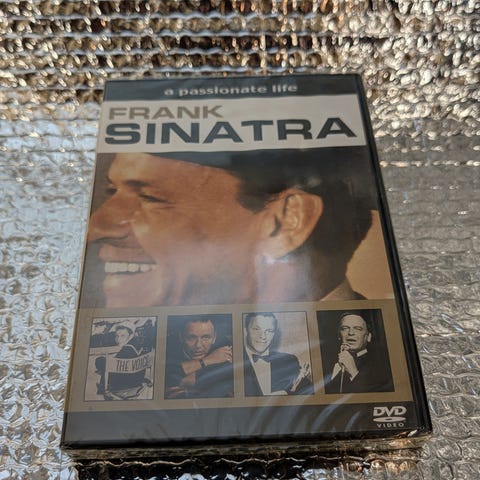 a passionate life
FRANK
SINATRA
THE VOICE
DVD
VIDEO